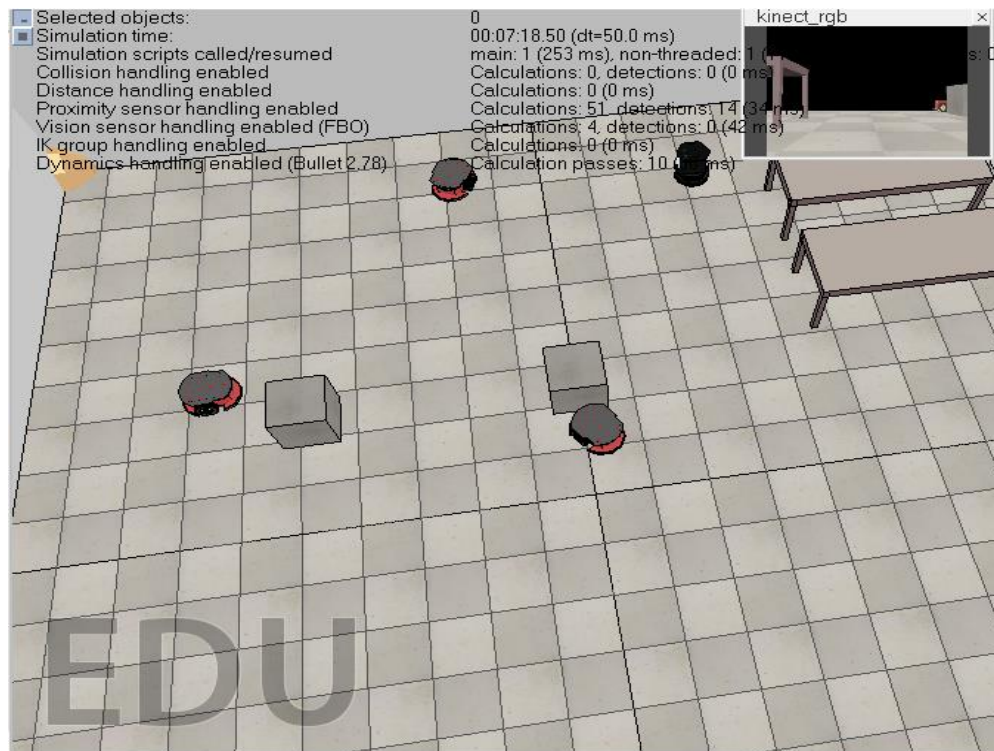 Selected objects: 0
Simulation time: 00:07:18.50 (dt=50.0 ms)
Simulation scripts called/resumed main: 1 (253 ms), non-threaded: 1 (
Collision handling enabled Calculations: 0, detections: 0 (0 ms
Distance handling enabled Calculations: 0 (0 ms)
Proximity sensor handling enabled Calculations: 51, detections: 14 (34 ms)
Vision sensor handling enabled (FBO) Calculations: 4, detections: 0 (42 ms)
IK group handling enabled Calculations: 0 (0 ms)
Dynamics handling enabled (Bullet 2.78) Calculation passes: 10 ms)
kinect_rgb
EDU